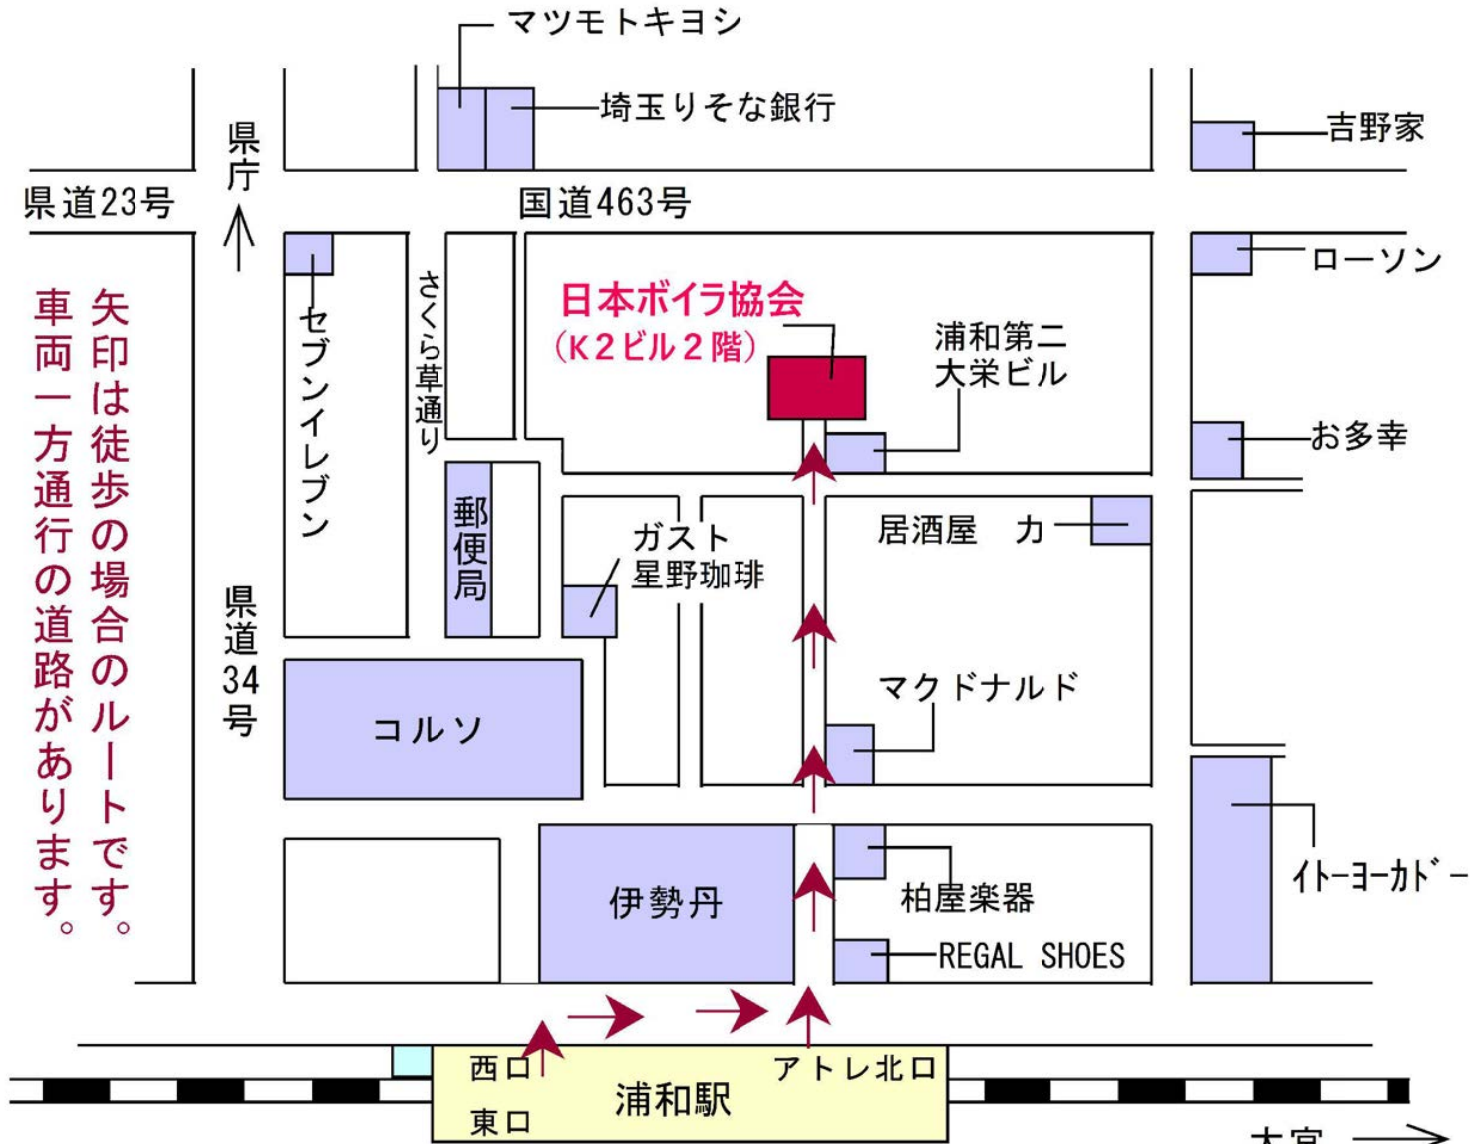 マツモトキヨシ
埼玉りそな銀行
吉野家
県庁
県道23号
国道463号
ローソン
セブンイレブン
さくら草通り
日本ボイラ協会
(K2ビル2階)
浦和第二
大栄ビル
お多幸
矢印は徒歩の場合のルートです。
車両一方通行の道路があります。
郵便局
ガスト
星野珈琲
居酒屋 力
県道34号
コルソ
マクドナルド
イトーヨーカドー
伊勢丹
柏屋楽器
REGAL SHOES
西口
アトレ北口
浦和駅
東口
大宮